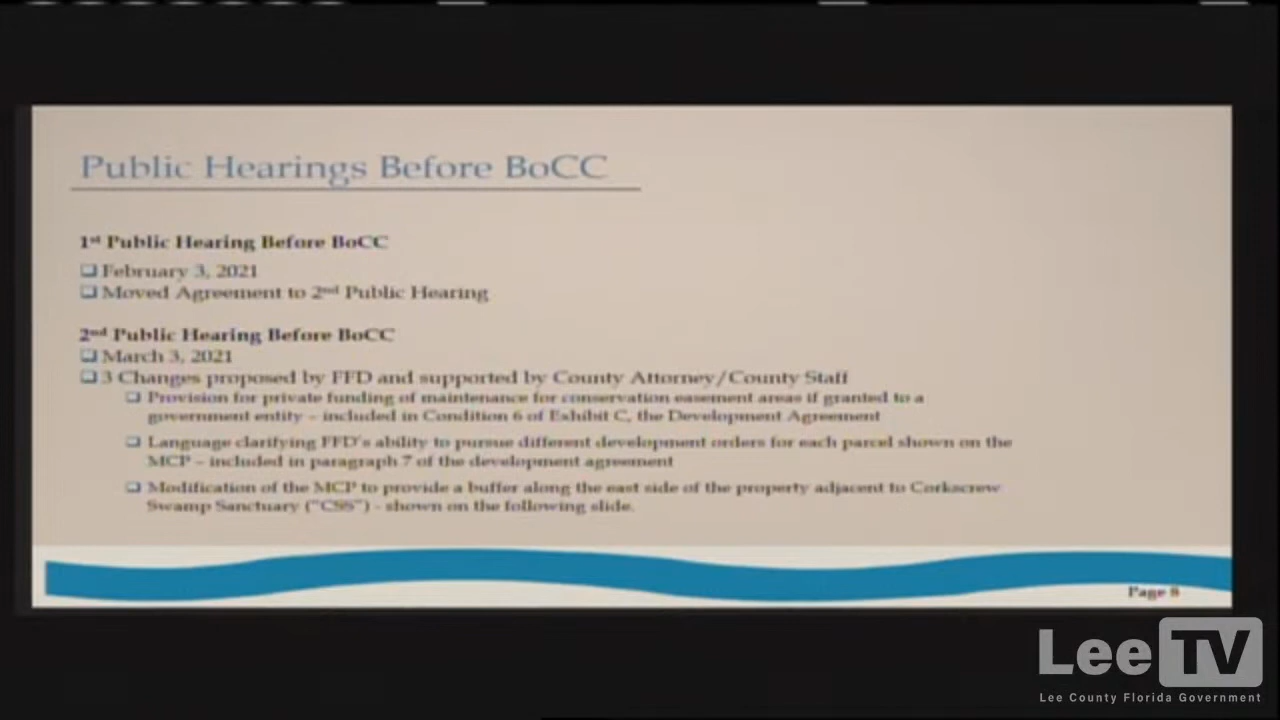 Public Hearings Before BoCC
1st Public Hearing Before BoCC
February 3, 2021
Moved Agreement to 2nd Public Hearing
2nd Public Hearing Before BoCC
March 3, 2021
3 Changes proposed by FFD and supported by County Attorney/County Staff
Provision for private funding of maintenance for conservation easement areas if granted to a
government entity – included in Condition 6 of Exhibit C, the Development Agreement
Language clarifying FFD's ability to pursue different development orders for each parcel shown on the
MCP – included in paragraph 7 of the development agreement
Modification of the MCP to provide a buffer along the east side of the property adjacent to Corkscrew
Swamp Sanctuary ("CSS") - shown on the following slide.
Page 8
LeeTV
Lee County Florida Government